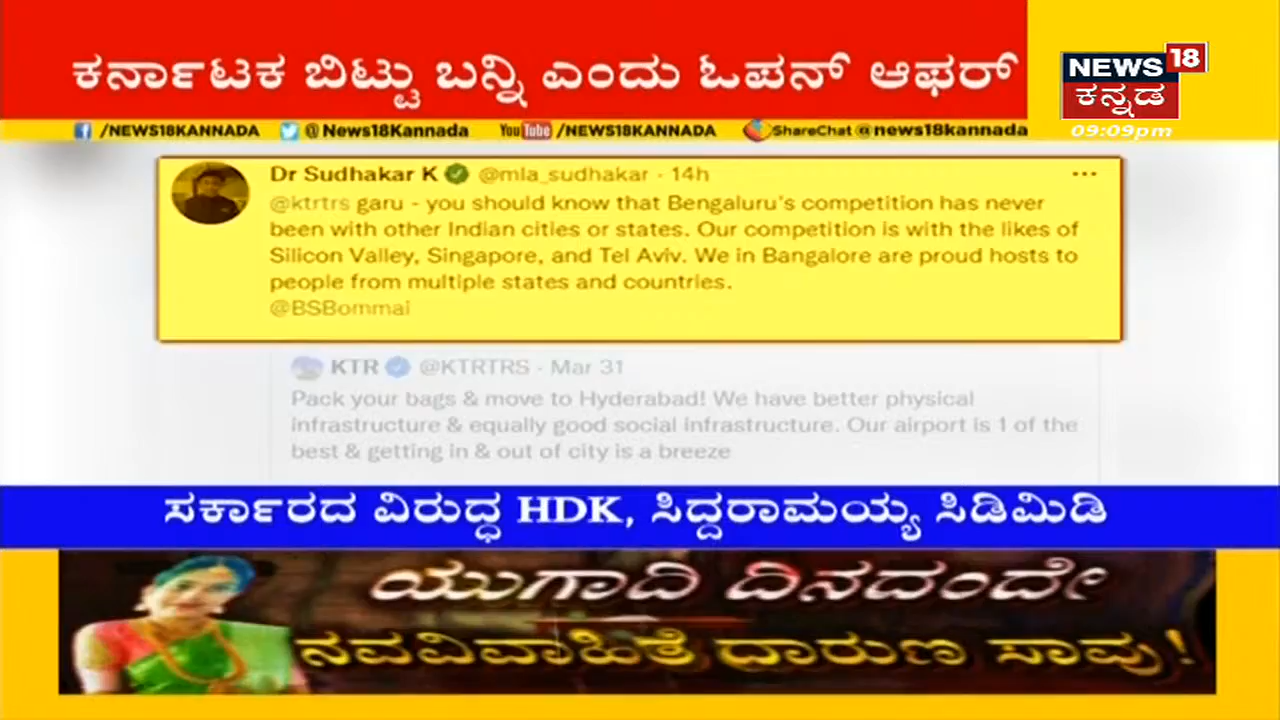 ಕರ್ನಾಟಕ ಬಿಟ್ಟು ಬನ್ನಿ ಎಂದು ಓಪನ್ ಆಫರ್
NEWS 18
ಕನ್ನಡ
09:09pm
/NEWS18KANNADA @News18Kannada YouTube /NEWS18KANNADA ShareChat @news18kannada
Dr Sudhakar K @mla_sudhakar · 14h ...
@ktrtrs garu - you should know that Bengaluru's competition has never
been with other Indian cities or states. Our competition is with the likes of
Silicon Valley, Singapore, and Tel Aviv. We in Bangalore are proud hosts to
people from multiple states and countries.
@BSBommai
KTR @KTRTRS · Mar 31
Pack your bags & move to Hyderabad! We have better physical
infrastructure & equally good social infrastructure. Our airport is 1 of the
best & getting in & out of city is a breeze
ಸರ್ಕಾರದ ವಿರುದ್ಧ HDK, ಸಿದ್ದರಾಮಯ್ಯ ಸಿಡಿಮಿಡಿ
ಯುಗಾದಿ ದಿನದಂದೇ
ನವವಿವಾಹಿತೆ ದಾರುಣ ಸಾವು!